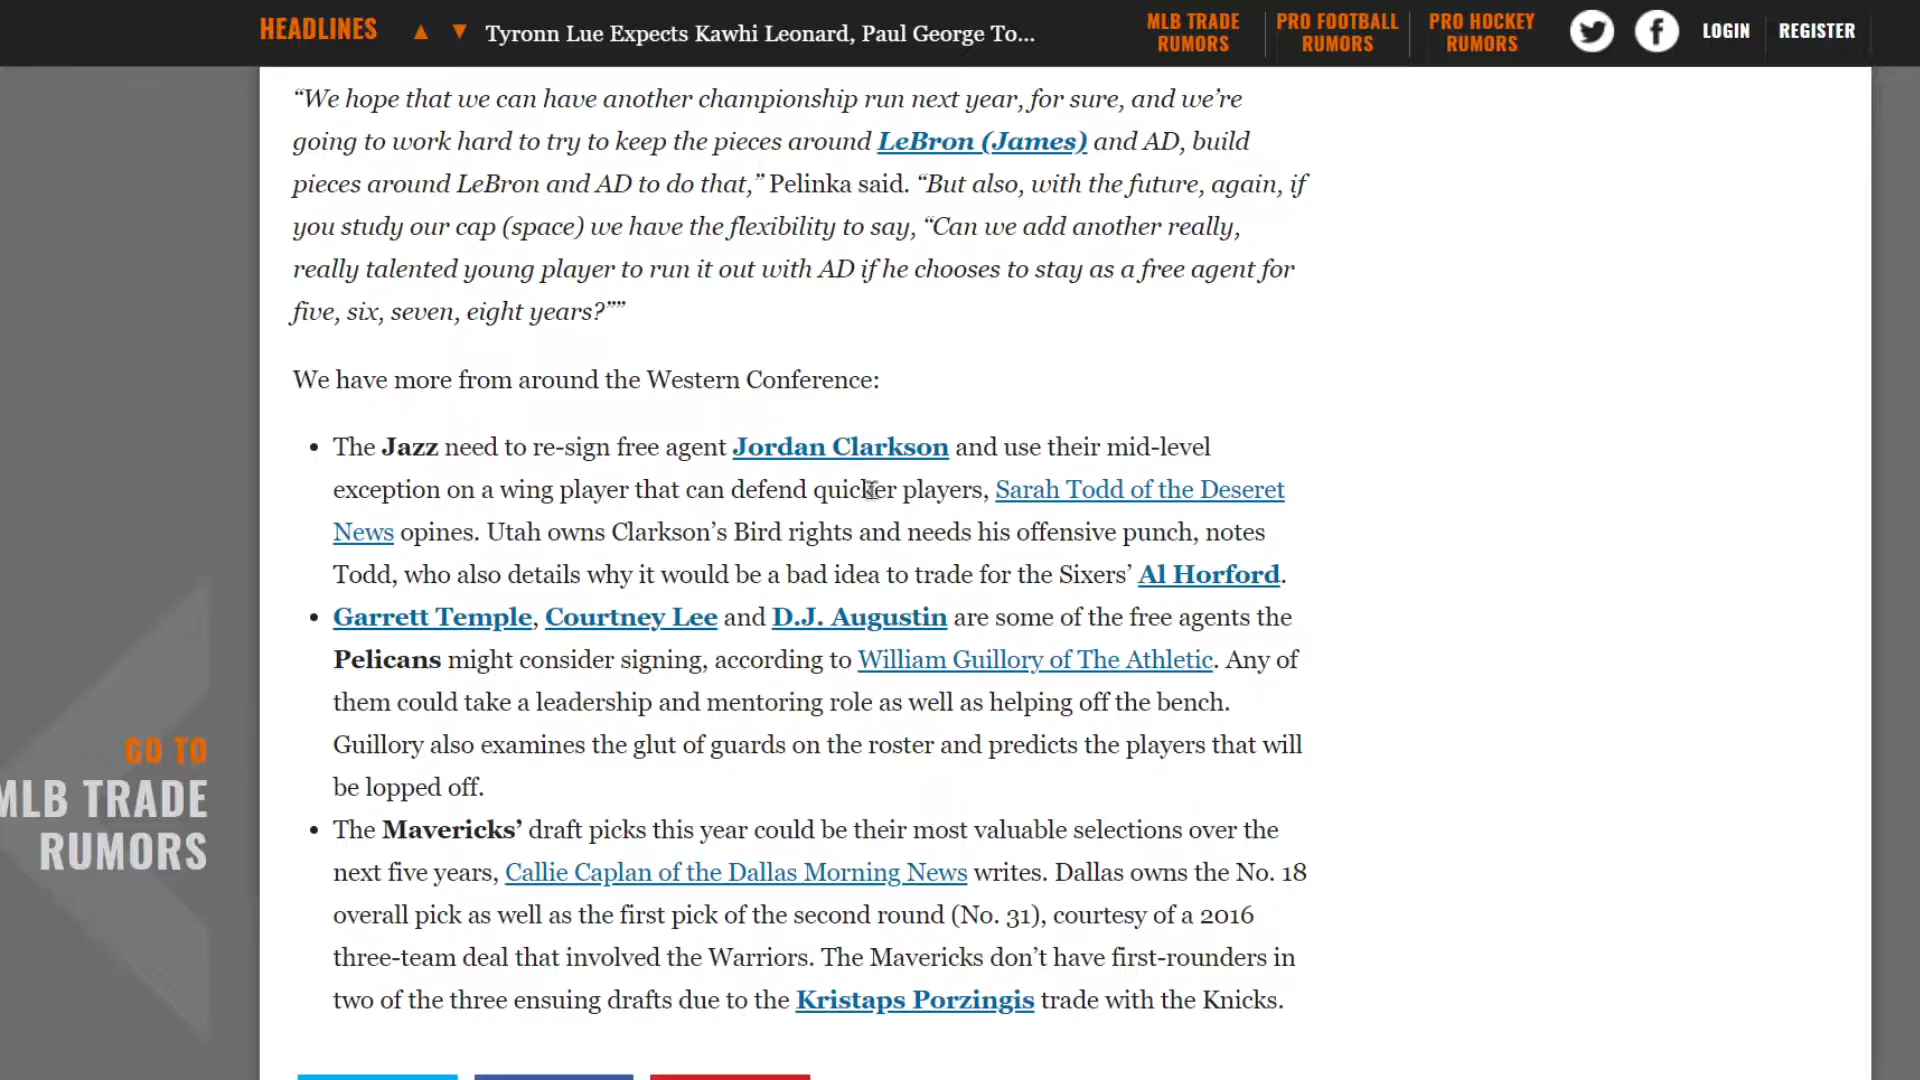 HEADLINES
Tyronn Lue Expects Kawhi Leonard, Paul George To...
MLB TRADE
RUMORS
PRO FOOTBALL
RUMORS
PRO HOCKEY
RUMORS
LOGIN
REGISTER
“We hope that we can have another championship run next year, for sure, and we’re
going to work hard to try to keep the pieces around LeBron (James) and AD, build
pieces around LeBron and AD to do that,” Pelinka said. “But also, with the future, again, if
you study our cap (space) we have the flexibility to say, “Can we add another really,
really talented young player to run it out with AD if he chooses to stay as a free agent for
five, six, seven, eight years?””
We have more from around the Western Conference:
• The Jazz need to re-sign free agent Jordan Clarkson and use their mid-level
exception on a wing player that can defend quicker players, Sarah Todd of the Deseret
News opines. Utah owns Clarkson’s Bird rights and needs his offensive punch, notes
Todd, who also details why it would be a bad idea to trade for the Sixers’ Al Horford.
• Garrett Temple, Courtney Lee and D.J. Augustin are some of the free agents the
Pelicans might consider signing, according to William Guillory of The Athletic. Any of
them could take a leadership and mentoring role as well as helping off the bench.
Guillory also examines the glut of guards on the roster and predicts the players that will
be lopped off.
• The Mavericks’ draft picks this year could be their most valuable selections over the
next five years, Callie Caplan of the Dallas Morning News writes. Dallas owns the No. 18
overall pick as well as the first pick of the second round (No. 31), courtesy of a 2016
three-team deal that involved the Warriors. The Mavericks don’t have first-rounders in
two of the three ensuing drafts due to the Kristaps Porzingis trade with the Knicks.
GO TO
MLB TRADE
RUMORS